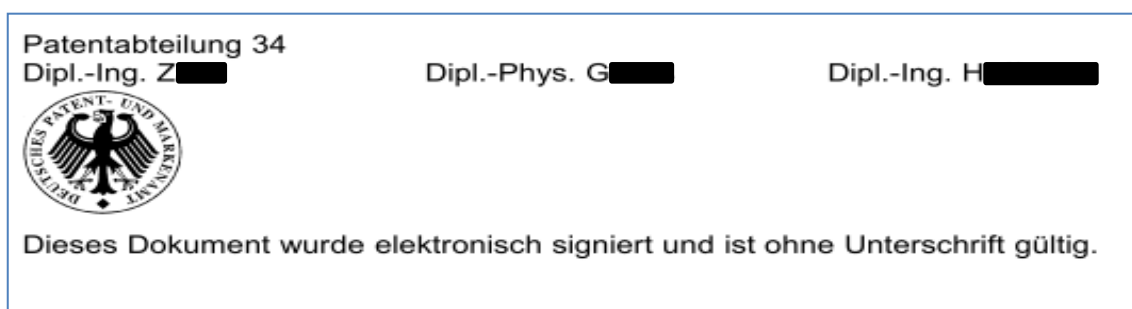 Patentabteilung 34
Dipl.-Ing. Z
Dipl.-Phys. G
Dipl.-Ing. H
DEUTSCHES PATENT- UND MARKENAMT
Dieses Dokument wurde elektronisch signiert und ist ohne Unterschrift gültig.